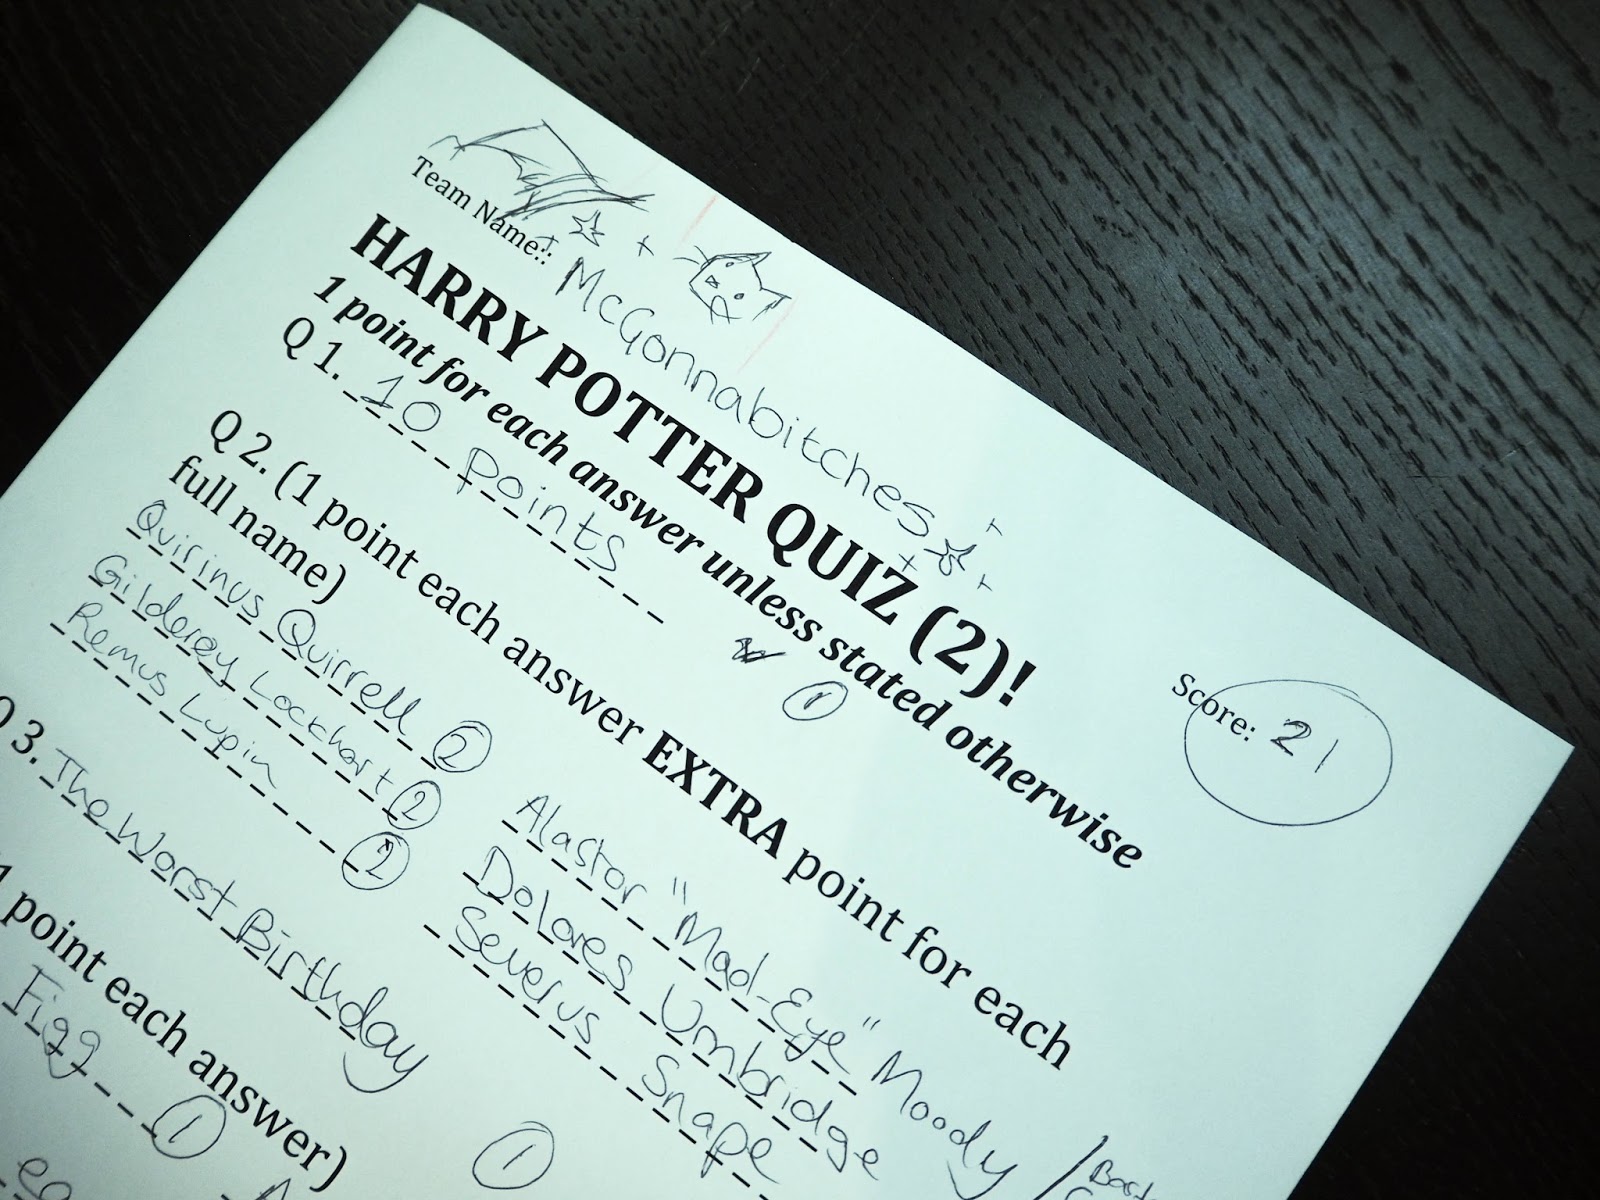 Team Name:: McGonnabitches
HARRY POTTER QUIZ (2)!
Score: 21
1 point for each answer unless stated otherwise
Q 1. 10 Points
1
Q 2. (1 point each answer EXTRA point for each
full name)
Quirinus Quirrell 2
Gilderoy Lockhart 2
Remus Lupin 2
Alastor "Mad-Eye" Moody /
Dolores Umbridge
Severus Snape
3. The Worst Birthday
1
point each answer)
Figg 1